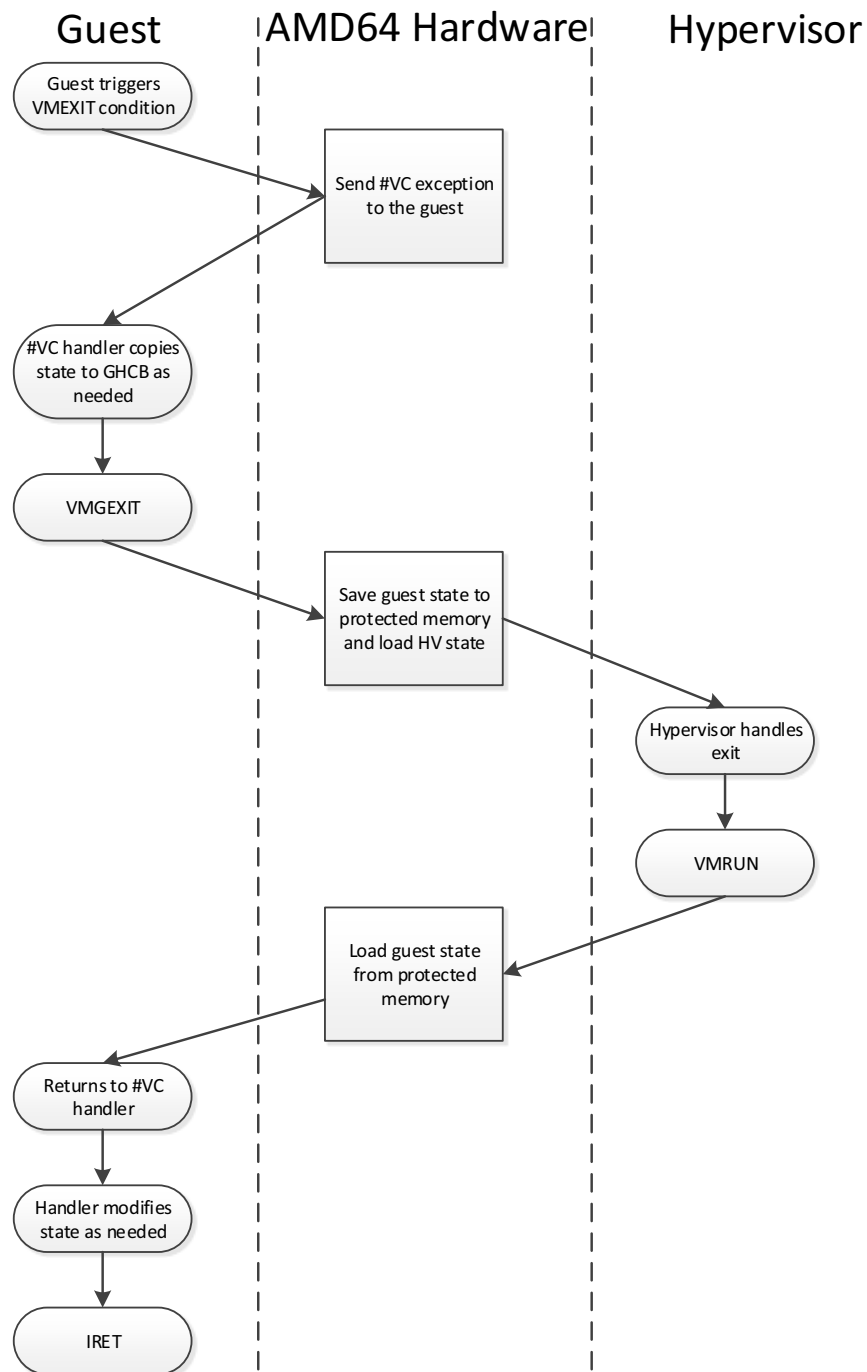 Guest
AMD64 Hardware
Hypervisor
Guest triggers
VMEXIT condition
Send #VC exception
to the guest
#VC handler copies
state to GHCB as
needed
VMGEXIT
Save guest state to
protected memory
and load HV state
Hypervisor handles
exit
VMRUN
Load guest state
from protected
memory
Returns to #VC
handler
Handler modifies
state as needed
IRET